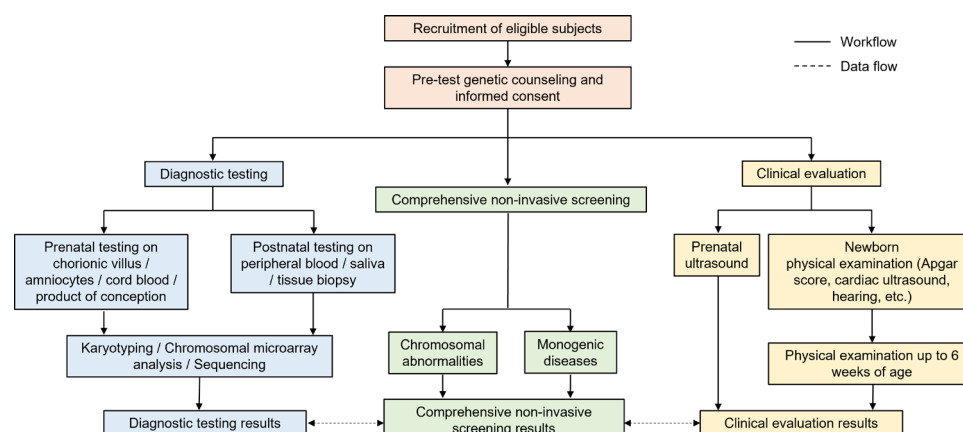 Recruitment of eligible subjects
Workflow
Data flow
Pre-test genetic counseling and
informed consent
Diagnostic testing
Comprehensive non-invasive screening
Clinical evaluation
Prenatal testing on
chorionic villus /
amniocytes / cord blood /
product of conception
Postnatal testing on
peripheral blood / saliva
/ tissue biopsy
Prenatal
ultrasound
Newborn
physical examination (Apgar
score, cardiac ultrasound,
hearing, etc.)
Karyotyping / Chromosomal microarray
analysis / Sequencing
Chromosomal
abnormalities
Monogenic
diseases
Physical examination up to 6
weeks of age
Diagnostic testing results
Comprehensive non-invasive
screening results
Clinical evaluation results